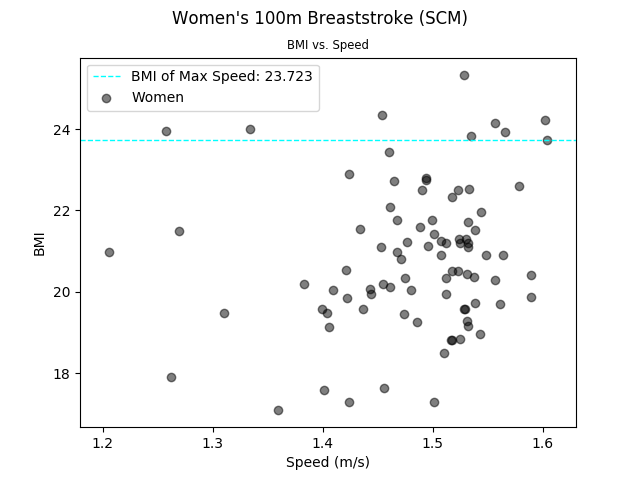 Women's 100m Breaststroke (SCM)
BMI vs. Speed
BMI of Max Speed: 23.723
Women
24
22
20
18
BMI
1.2 1.3 1.4 1.5 1.6
Speed (m/s)